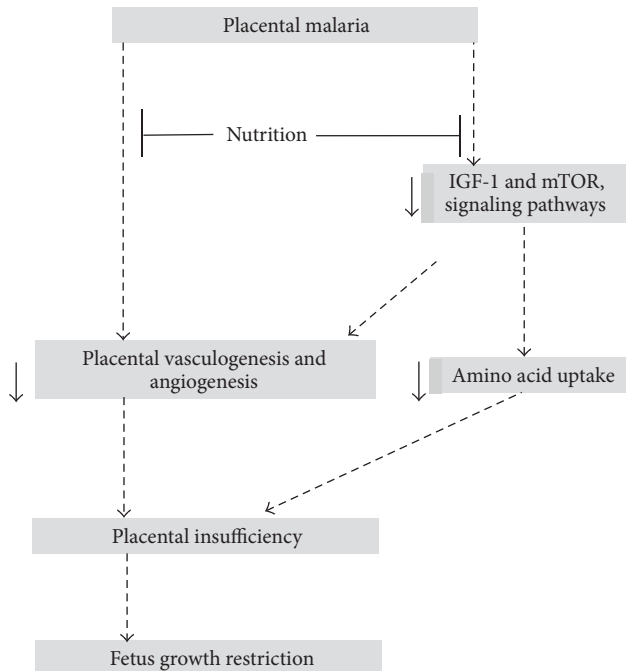 Placental malaria
Nutrition
IGF-1 and mTOR,
signaling pathways
Placental vasculogenesis and
angiogenesis
Amino acid uptake
Placental insufficiency
Fetus growth restriction